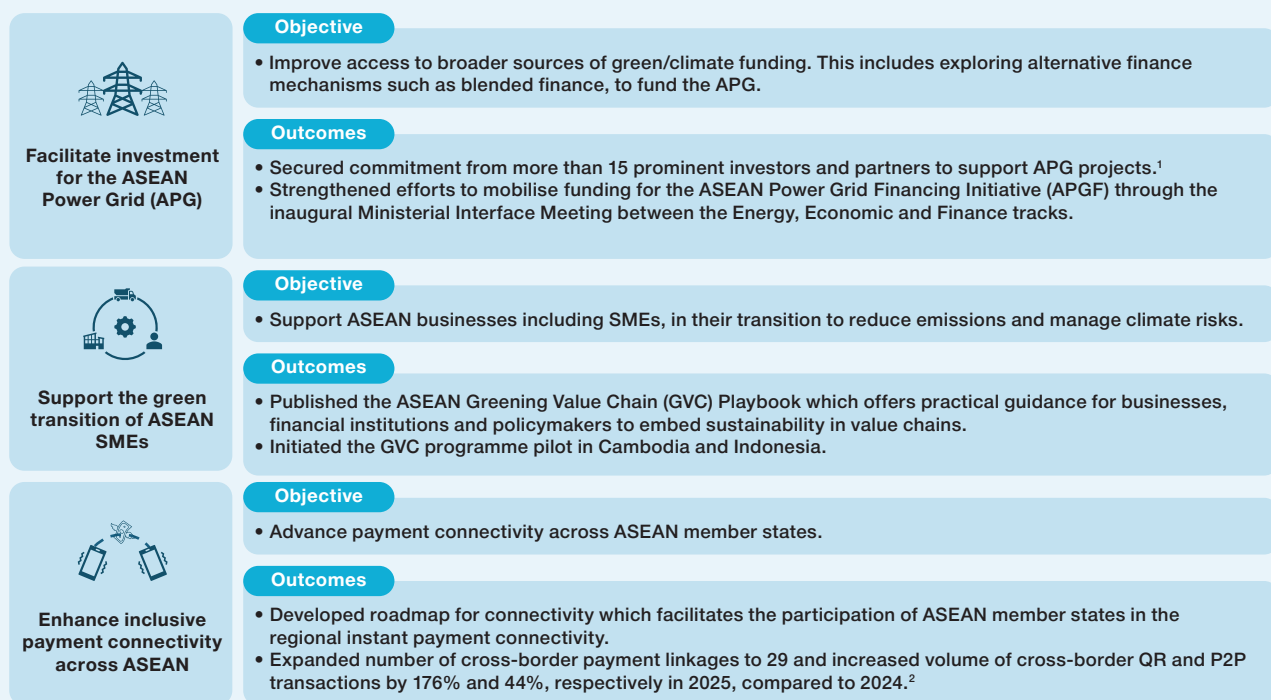 Facilitate investment
for the ASEAN
Power Grid (APG)
Objective
• Improve access to broader sources of green/climate funding. This includes exploring alternative finance
mechanisms such as blended finance, to fund the APG.
Outcomes
• Secured commitment from more than 15 prominent investors and partners to support APG projects.¹
• Strengthened efforts to mobilise funding for the ASEAN Power Grid Financing Initiative (APGF) through the
inaugural Ministerial Interface Meeting between the Energy, Economic and Finance tracks.
Support the green
transition of ASEAN
SMEs
Objective
• Support ASEAN businesses including SMEs, in their transition to reduce emissions and manage climate risks.
Outcomes
• Published the ASEAN Greening Value Chain (GVC) Playbook which offers practical guidance for businesses,
financial institutions and policymakers to embed sustainability in value chains.
• Initiated the GVC programme pilot in Cambodia and Indonesia.
Enhance inclusive
payment connectivity
across ASEAN
Objective
• Advance payment connectivity across ASEAN member states.
Outcomes
• Developed roadmap for connectivity which facilitates the participation of ASEAN member states in the
regional instant payment connectivity.
• Expanded number of cross-border payment linkages to 29 and increased volume of cross-border QR and P2P
transactions by 176% and 44%, respectively in 2025, compared to 2024.²